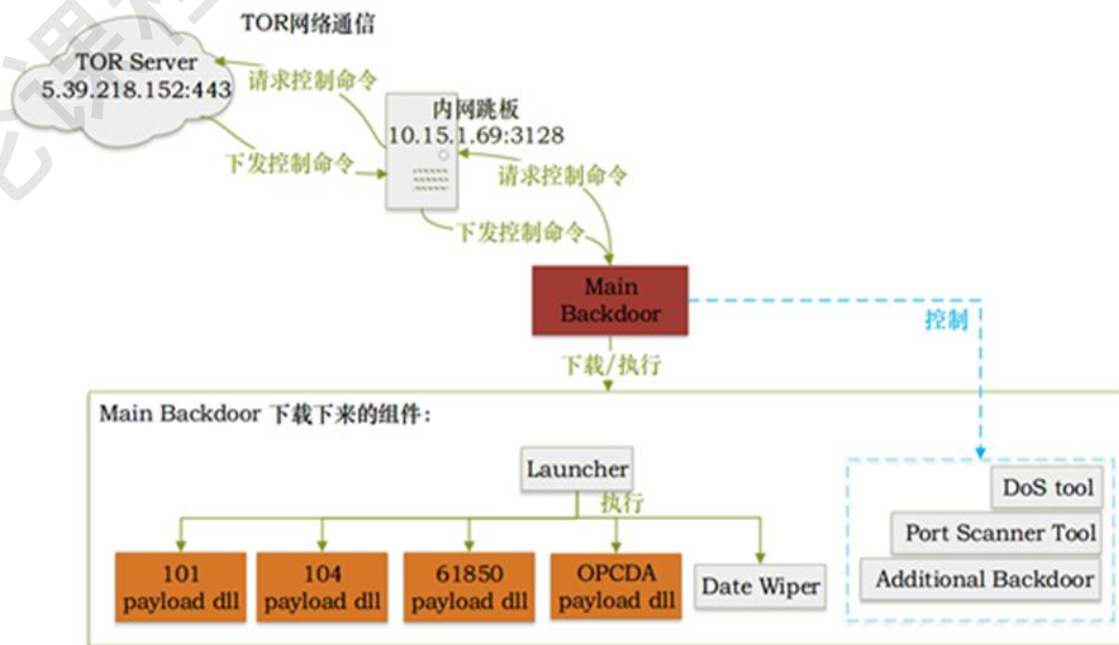 TOR网络通信
TOR Server
5.39.218.152:443
请求控制命令
内网跳板
10.15.1.69:3128
下发控制命令
请求控制命令
下发控制命令
Main
Backdoor
控制
下载/执行
Main Backdoor 下载下来的组件:
Launcher
执行
DoS tool
Port Scanner Tool
Additional Backdoor
101
payload dll
104
payload dll
61850
payload dll
OPCDA
payload dll
Date Wiper